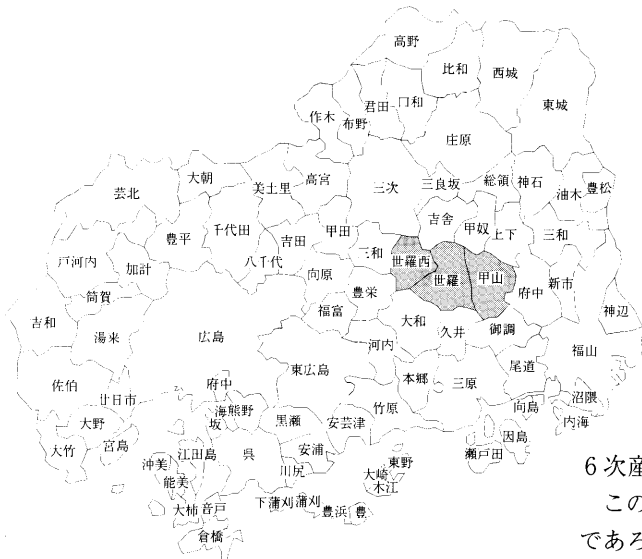 高野
比和
西城
口和
君田
東城
作木
布野
庄原
大朝
高宮
三次
三良坂
総領
神石
豊松
油木
芸北
美土里
吉舎
甲奴
上下
三和
豊平
千代田
吉田
甲田
三和
世羅西
世羅
甲山
戸河内
加計
八千代
向原
豊栄
府中
新市
神辺
筒賀
福富
大和
久井
御調
吉和
湯来
広島
河内
福山
東広島
本郷
三原
尾道
佐伯
廿日市
府中
竹原
沼隈
大野
海
熊野
坂
黒瀬
安芸津
向島
内海
大竹
宮島
江田島
呉
安浦
因島
沖美
川尻
東野
瀬戸田
能美
大崎
木江
大柿
音戸
下蒲刈
蒲刈
豊浜
豊
倉橋
6次産
この
であろ